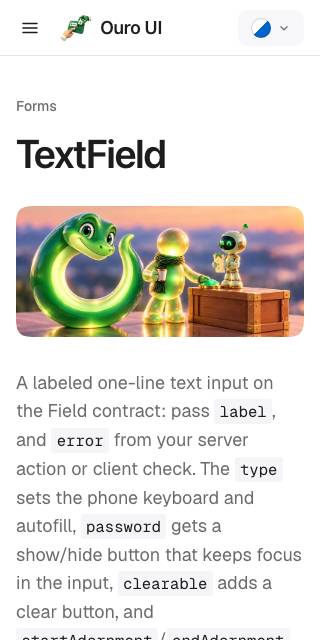 Ouro UI
Forms
TextField
A labeled one-line text input on
the Field contract: pass label,
and error from your server
action or client check. The type
sets the phone keyboard and
autofill, password gets a
show/hide button that keeps focus
in the input, clearable adds a
clear button, and
startAdornment / endAdornment